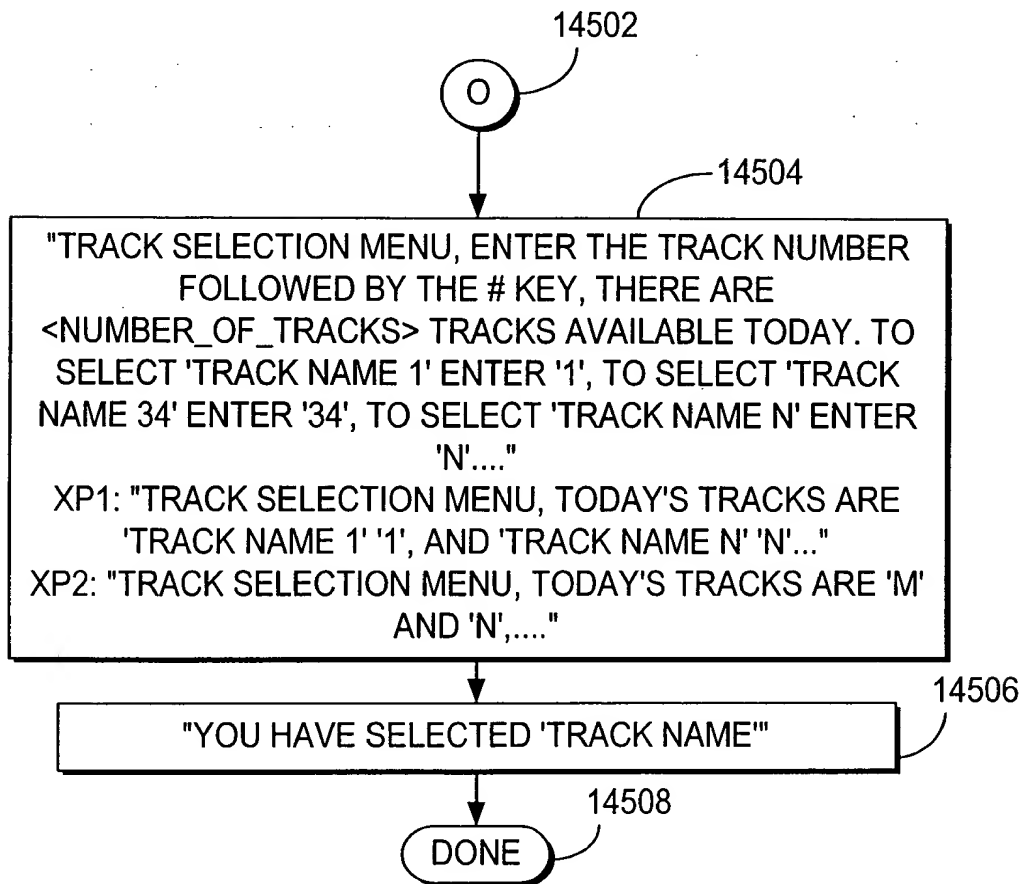 14502
O
14504
"TRACK SELECTION MENU, ENTER THE TRACK NUMBER
FOLLOWED BY THE # KEY, THERE ARE
<NUMBER_OF_TRACKS> TRACKS AVAILABLE TODAY. TO
SELECT 'TRACK NAME 1' ENTER '1', TO SELECT 'TRACK
NAME 34' ENTER '34', TO SELECT 'TRACK NAME N' ENTER
'N'...."
XP1: "TRACK SELECTION MENU, TODAY'S TRACKS ARE
'TRACK NAME 1' '1', AND 'TRACK NAME N' 'N'..."
XP2: "TRACK SELECTION MENU, TODAY'S TRACKS ARE 'M'
AND 'N',...."
14506
"YOU HAVE SELECTED 'TRACK NAME'"
14508
DONE